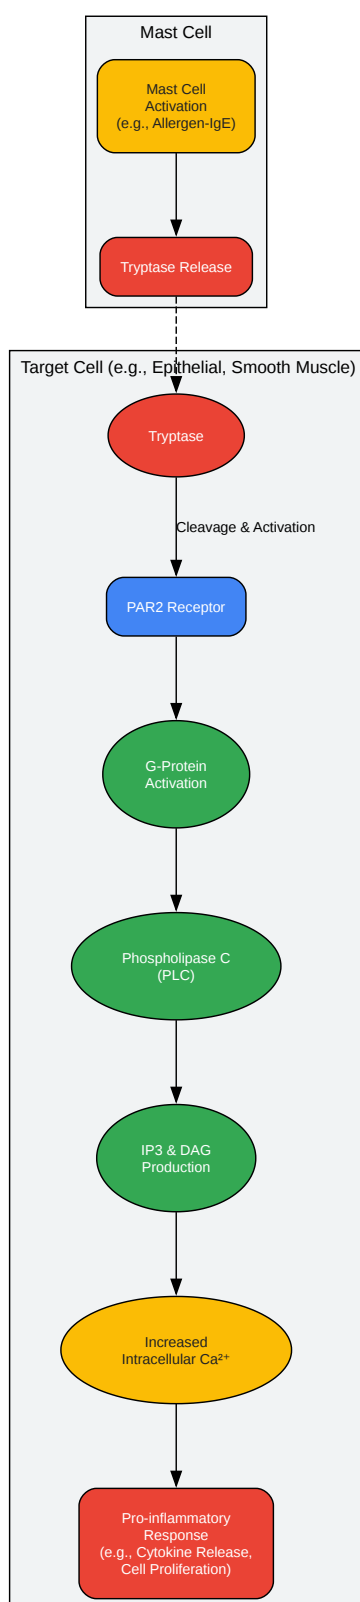 Mast Cell
Mast Cell
Activation
(e.g., Allergen-IgE)
Tryptase Release
Target Cell (e.g., Epithelial, Smooth Muscle)
Tryptase
Cleavage & Activation
PAR2 Receptor
G-Protein
Activation
Phospholipase C
(PLC)
IP3 & DAG
Production
Increased
Intracellular Ca²⁺
Pro-inflammatory
Response
(e.g., Cytokine Release,
Cell Proliferation)